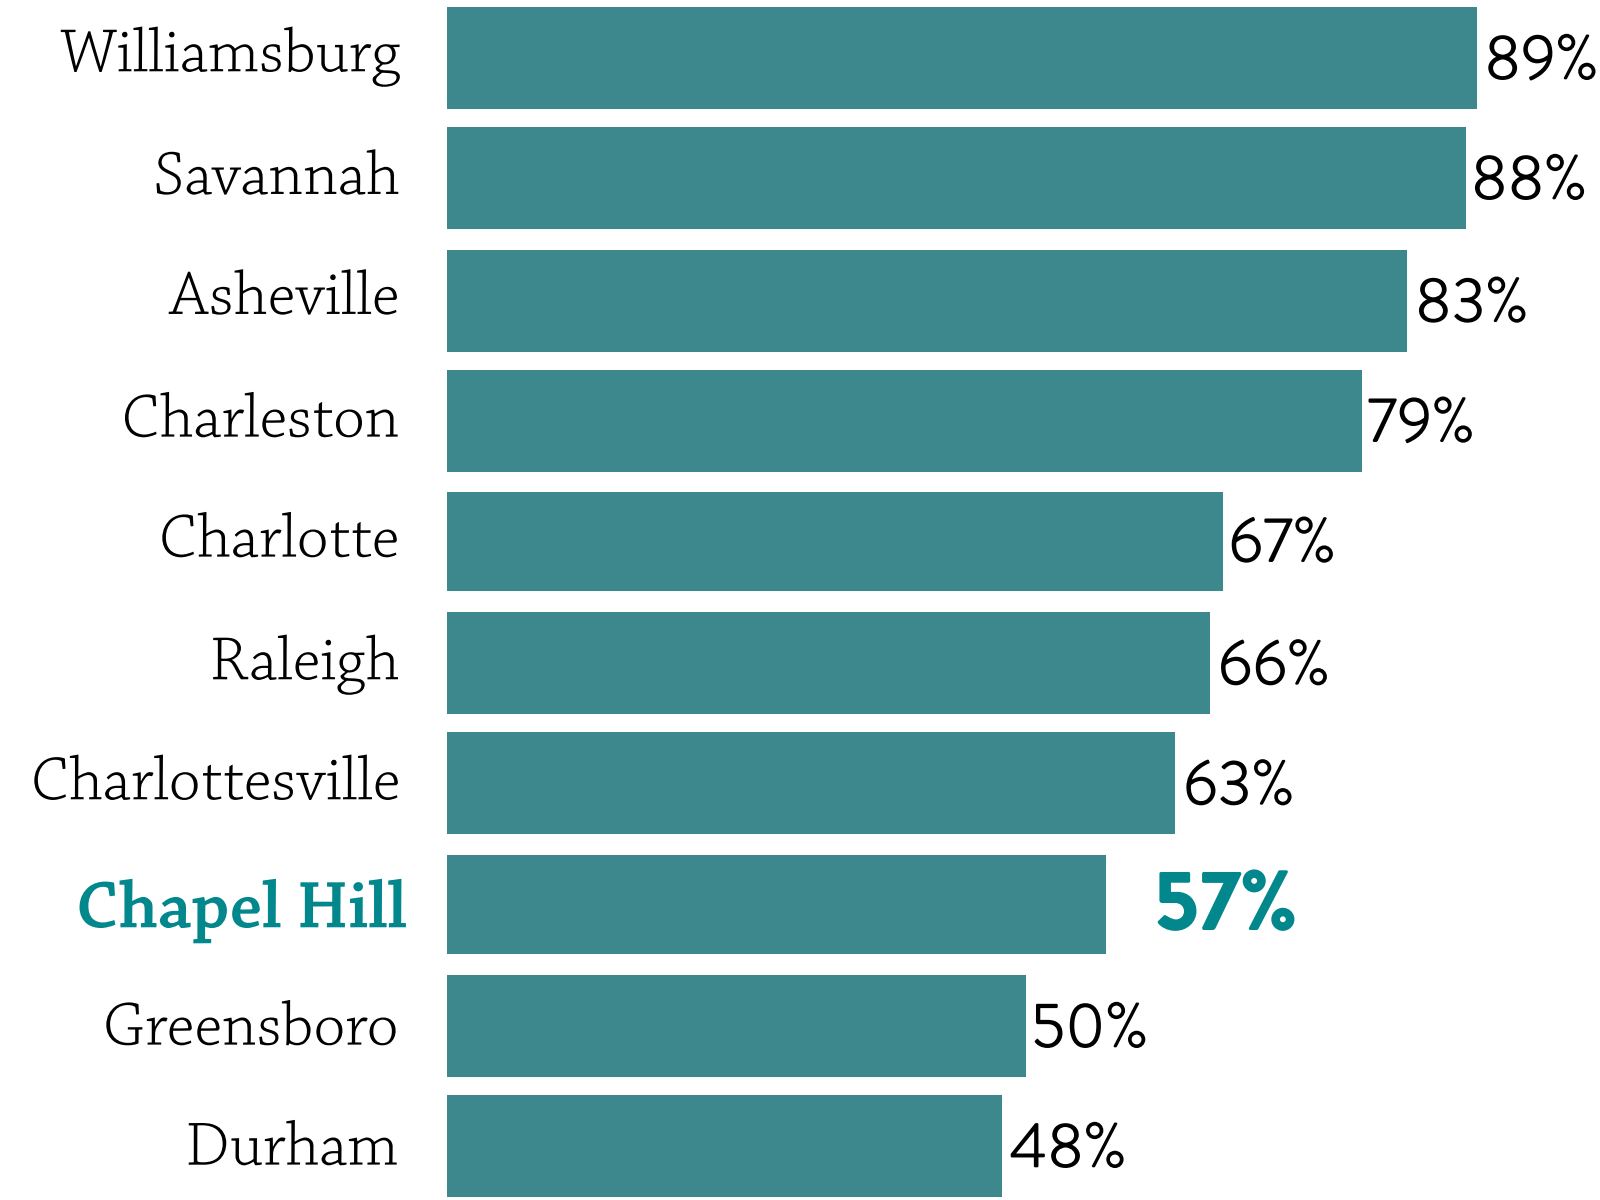 Williamsburg 89%
Savannah 88%
Asheville 83%
Charleston 79%
Charlotte 67%
Raleigh 66%
Charlottesville 63%
Chapel Hill 57%
Greensboro 50%
Durham 48%